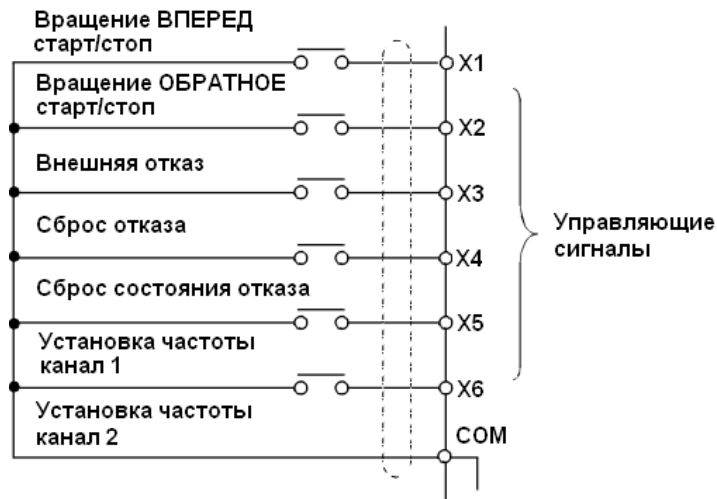 Вращение ВПЕРЕД
старт/стоп
X1
Вращение ОБРАТНОЕ
старт/стоп
X2
Внешняя отказ
X3
Сброс отказа
X4
Управляющие
сигналы
Сброс состояния отказа
X5
Установка частоты
канал 1
X6
Установка частоты
канал 2
COM